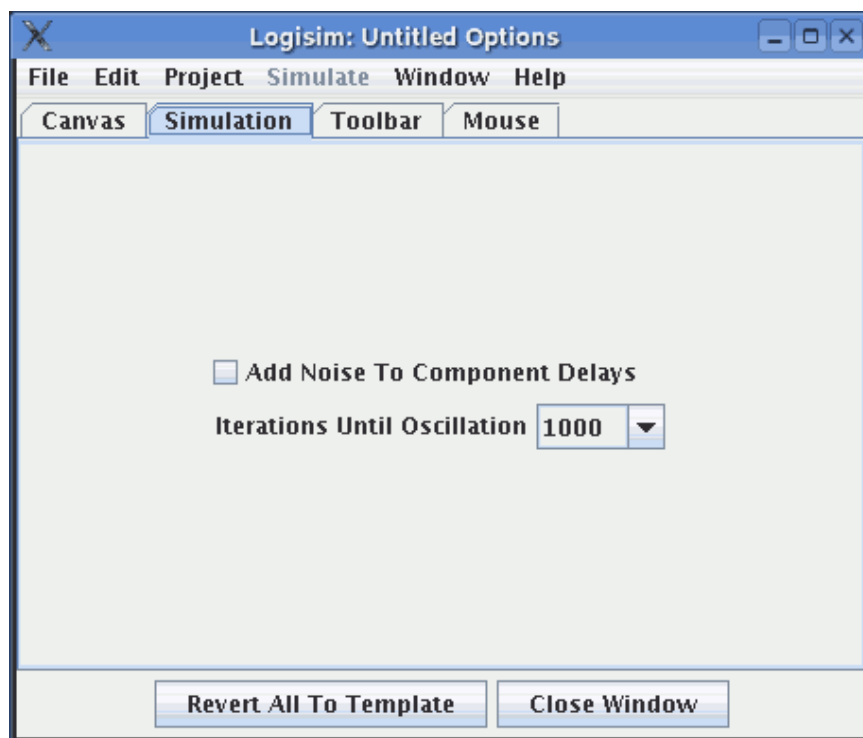 Logisim: Untitled Options
File Edit Project Simulate Window Help
Canvas Simulation Toolbar Mouse
Add Noise To Component Delays
Iterations Until Oscillation 1000
Revert All To Template Close Window